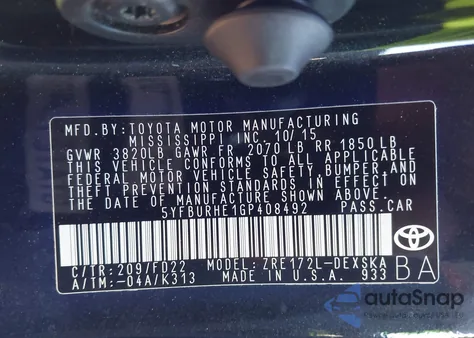 MFD.BY:TOYOTA MOTOR MANUFACTURING
MISSISSIPPI, INC. 10/15
GVWR 3820LB GAWR FR 2070 LB RR 1850LB
THIS VEHICLE CONFORMS TO ALL APPLICABLE
FEDERAL MOTOR VEHICLE SAFETY,BUMPER,AND
THEFT PREVENTION STANDARDS IN EFFECT ON
THE DATE OF MANUFACTURE SHOWN ABOVE.
5YFBURHE1GP408492 PASS.CAR
C/TR:209/FD22 MODEL:ZRE172L-DEXSKA
A/TM:-04A/K313 MADE IN U.S.A. 933
BA
autaSnap